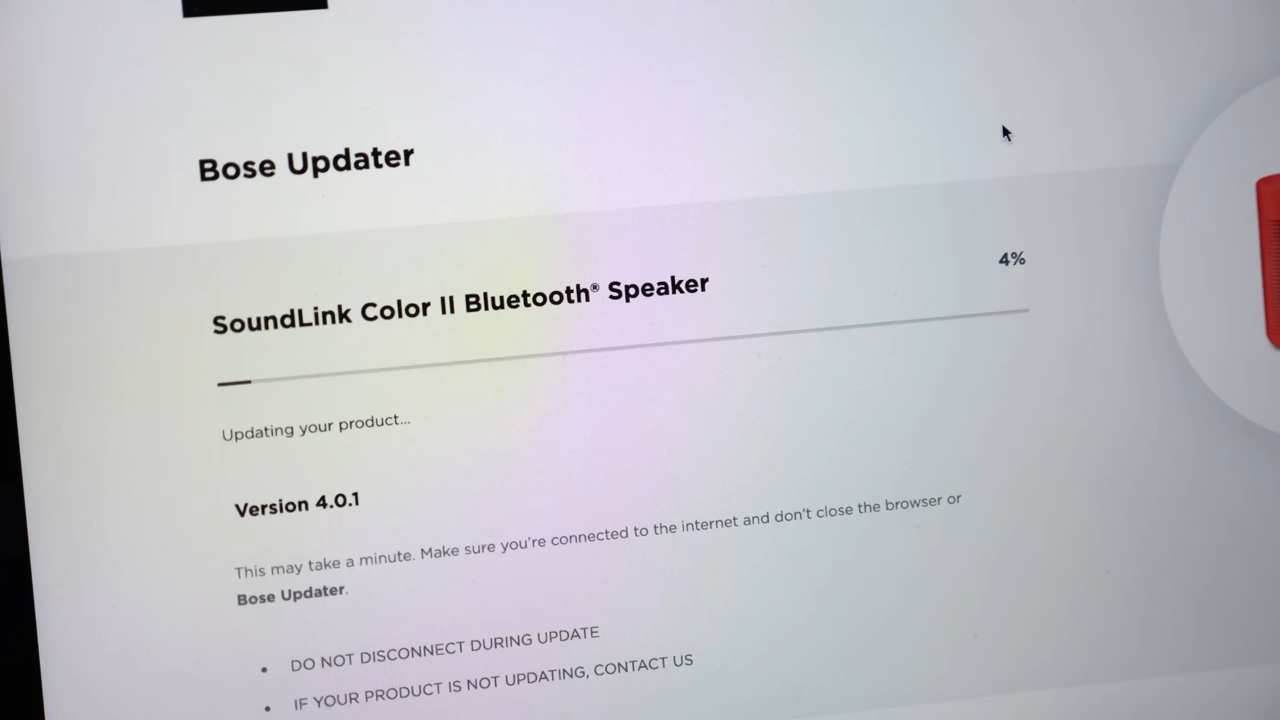 Bose Updater
SoundLink Color II Bluetooth® Speaker
4%
Updating your product...
Version 4.0.1
This may take a minute. Make sure you're connected to the internet and don't close the browser or
Bose Updater.
• DO NOT DISCONNECT DURING UPDATE
• IF YOUR PRODUCT IS NOT UPDATING, CONTACT US